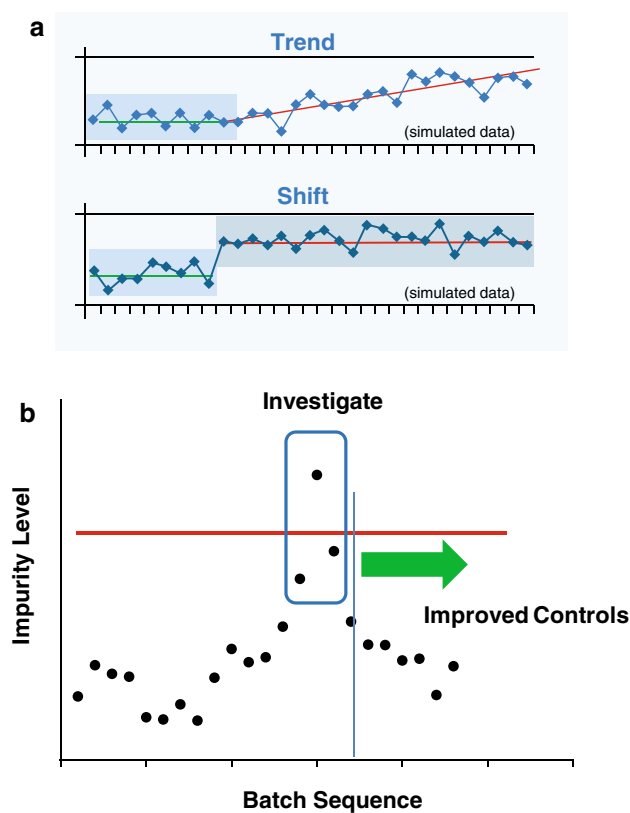 a
Trend
(simulated data)
Shift
(simulated data)
b
Investigate
Impurity Level
Improved Controls
Batch Sequence